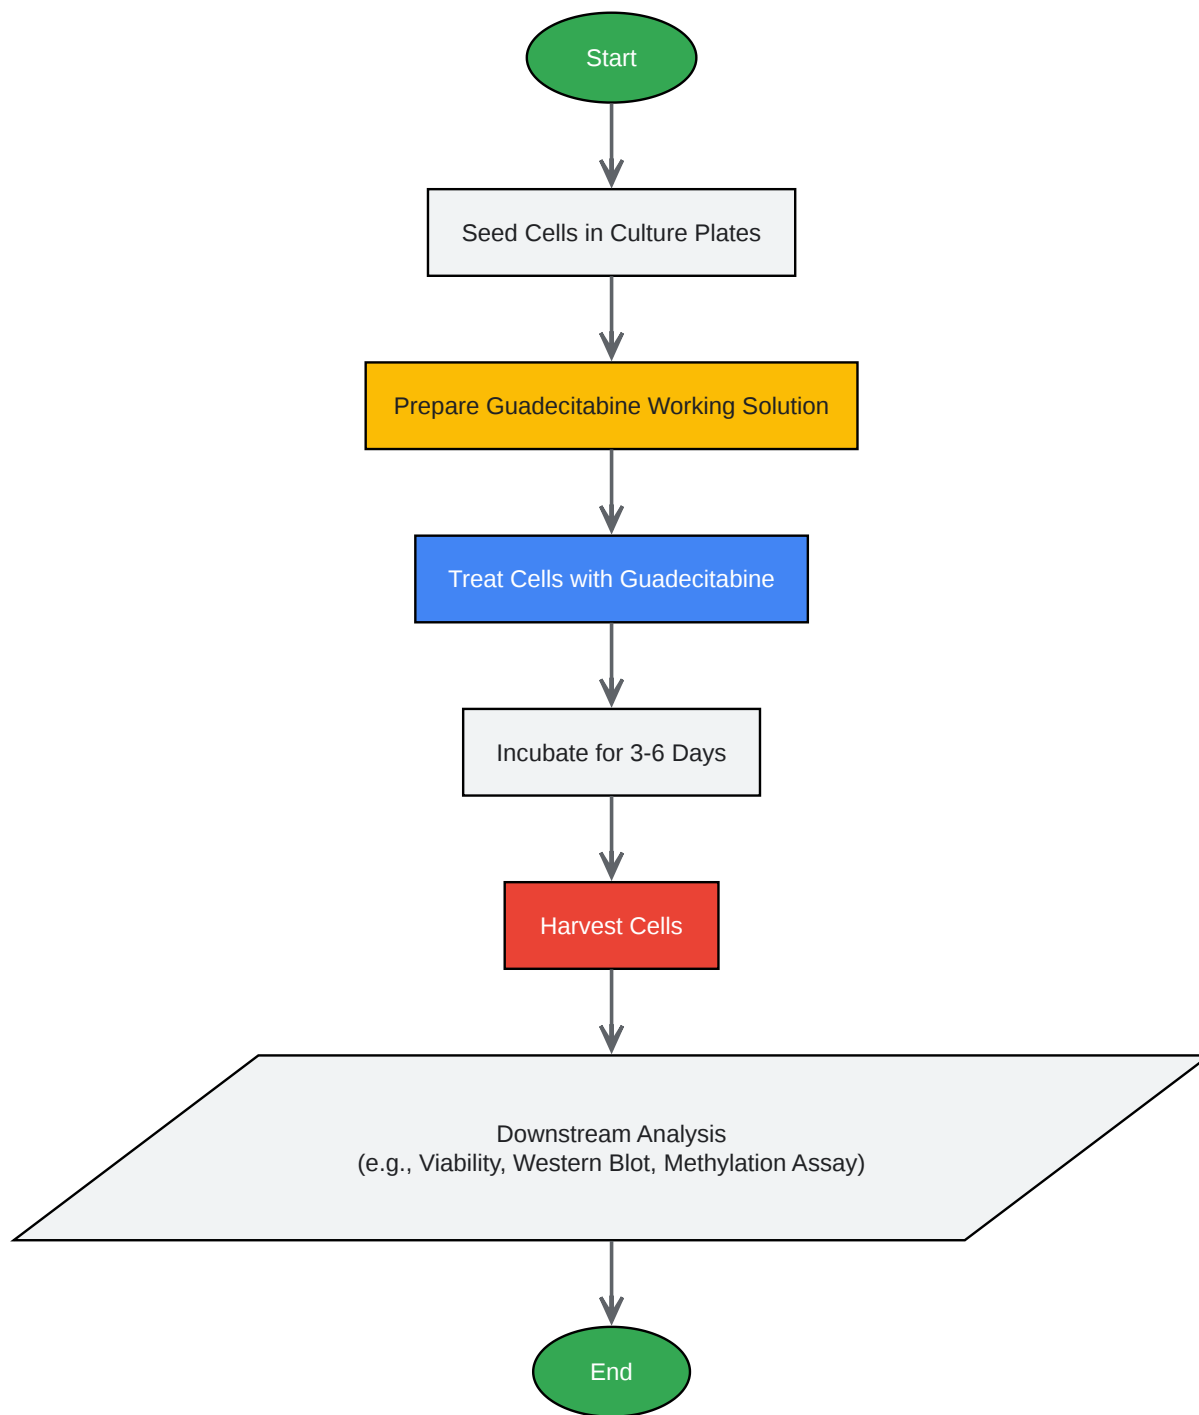 Start
Seed Cells in Culture Plates
Prepare Guadecitabine Working Solution
Treat Cells with Guadecitabine
Incubate for 3-6 Days
Harvest Cells
Downstream Analysis
(e.g., Viability, Western Blot, Methylation Assay)
End